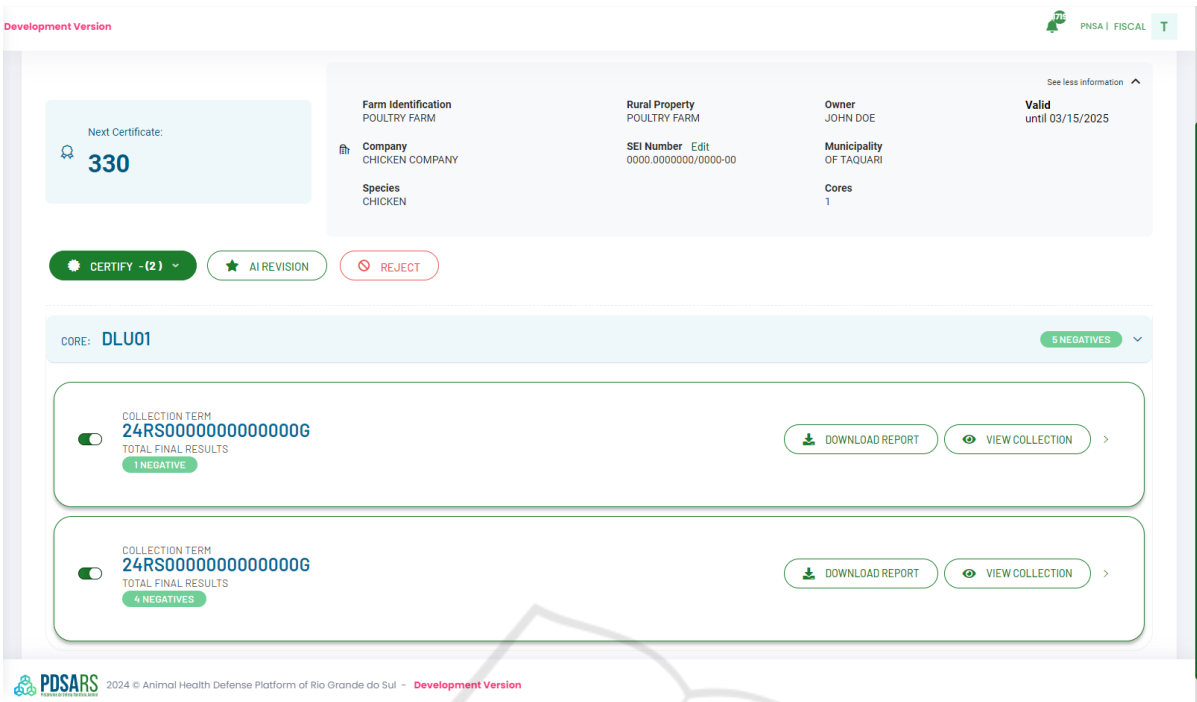 Development Version
PNSA | FISCAL T
See less information
Next Certificate:
330
Farm Identification
POULTRY FARM
Rural Property
POULTRY FARM
Owner
JOHN DOE
Valid
until 03/15/2025
Company
CHICKEN COMPANY
SEI Number Edit
0000.0000000/0000-00
Municipality
OF TAQUARI
Species
CHICKEN
Cores
1
CERTIFY -(2)
AI REVISION
REJECT
CORE: DLU01
5 NEGATIVES
COLLECTION TERM
24RS00000000000000G
TOTAL FINAL RESULTS
1 NEGATIVE
DOWNLOAD REPORT
VIEW COLLECTION
COLLECTION TERM
24RS00000000000000G
TOTAL FINAL RESULTS
4 NEGATIVES
DOWNLOAD REPORT
VIEW COLLECTION
PDSARS
2024 © Animal Health Defense Platform of Rio Grande do Sul - Development Version